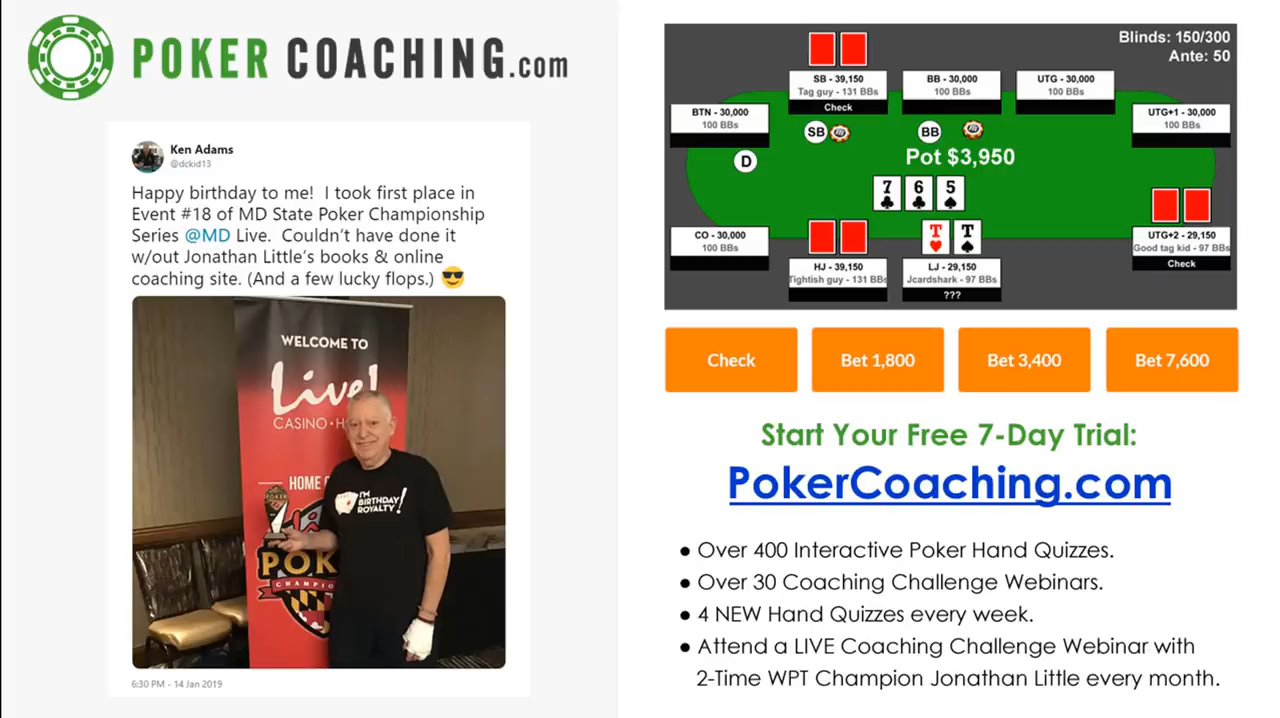 POKER COACHING.com
Ken Adams
@dckid13
Happy birthday to me! I took first place in
Event #18 of MD State Poker Championship
Series @MD Live. Couldn't have done it
w/out Jonathan Little's books & online
coaching site. (And a few lucky flops.)
WELCOME TO
Live!
CASINO • H
HOME
I'M
BIRTHDAY
ROYALTY!
POKER
POK
CHAMPIO
6:30 PM - 14 Jan 2019
Blinds: 150/300
Ante: 50
SB - 39,150
Tag guy - 131 BBs
Check
BB - 30,000
100 BBs
UTG - 30,000
100 BBs
BTN - 30,000
100 BBs
UTG+1 - 30,000
100 BBs
SB
BB
D
Pot $3,950
7 6 5
CO - 30,000
100 BBs
T T
HJ - 39,150
Tightish guy - 131 BBs
LJ - 29,150
Jcardshark - 97 BBs
???
UTG+2 - 29,150
Good tag kid - 97 BBs
Check
Check
Bet 1,800
Bet 3,400
Bet 7,600
Start Your Free 7-Day Trial:
PokerCoaching.com
● Over 400 Interactive Poker Hand Quizzes.
● Over 30 Coaching Challenge Webinars.
● 4 NEW Hand Quizzes every week.
● Attend a LIVE Coaching Challenge Webinar with
2-Time WPT Champion Jonathan Little every month.